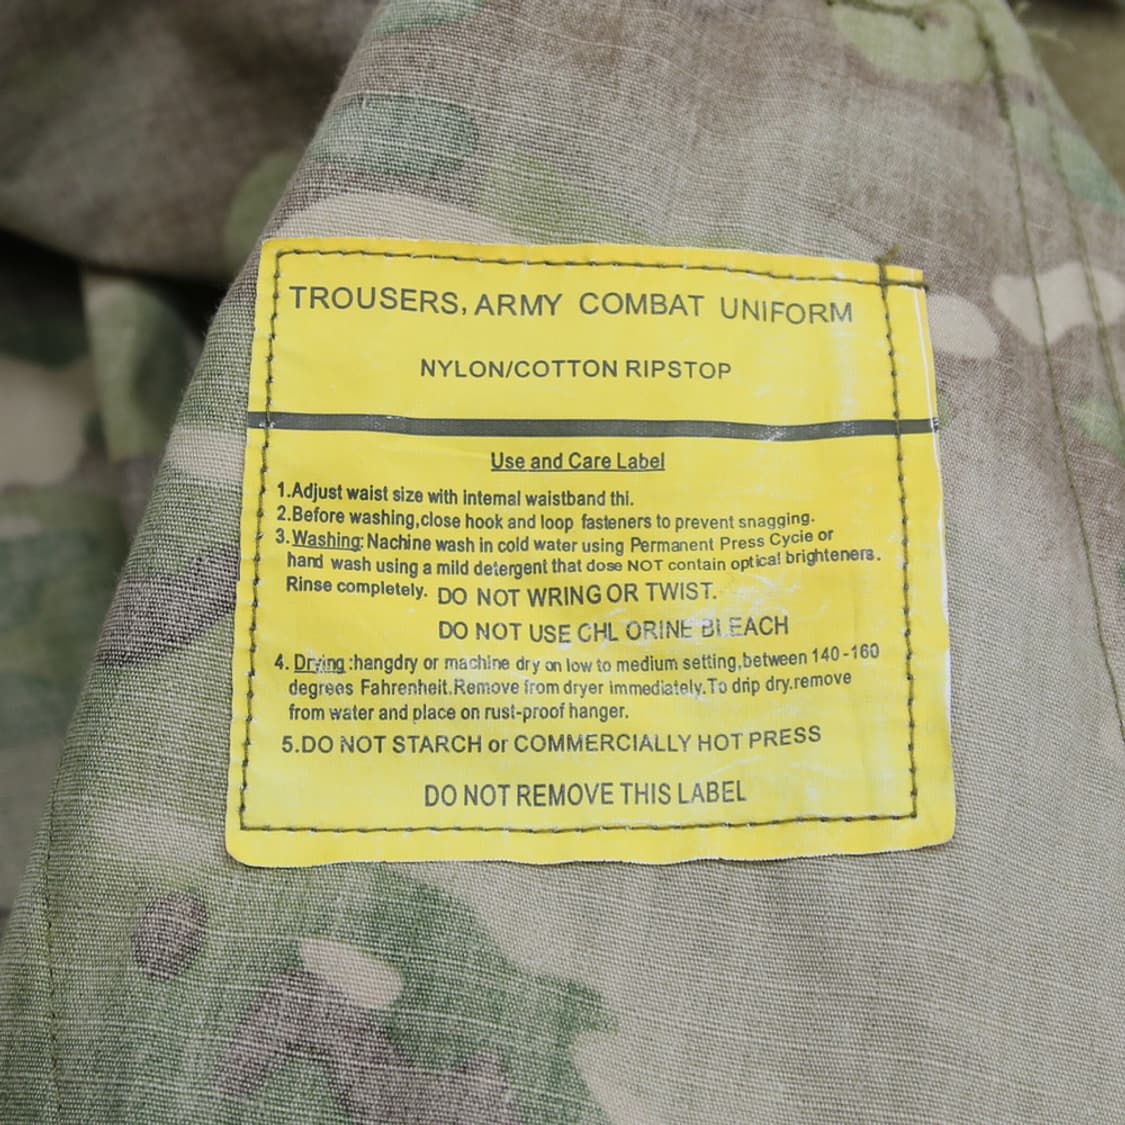 TROUSERS, ARMY COMBAT UNIFORM
NYLON/COTTON RIPSTOP
Use and Care Label
1.Adjust waist size with internal waistband thi.
2.Before washing,close hook and loop fasteners to prevent snagging.
3.Washing: Nachine wash in cold water using Permanent Press Cycie or
hand wash using a mild detergent that dose NOT contain optical brighteners.
Rinse completely. DO NOT WRING OR TWIST.
DO NOT USE CHL ORINE BLEACH
4. Drying :hangdry or machine dry on low to medium setting,between 140-160
degrees Fahrenheit.Remove from dryer immediately.To drip dry.remove
from water and place on rust-proof hanger.
5.DO NOT STARCH or COMMERCIALLY HOT PRESS
DO NOT REMOVE THIS LABEL